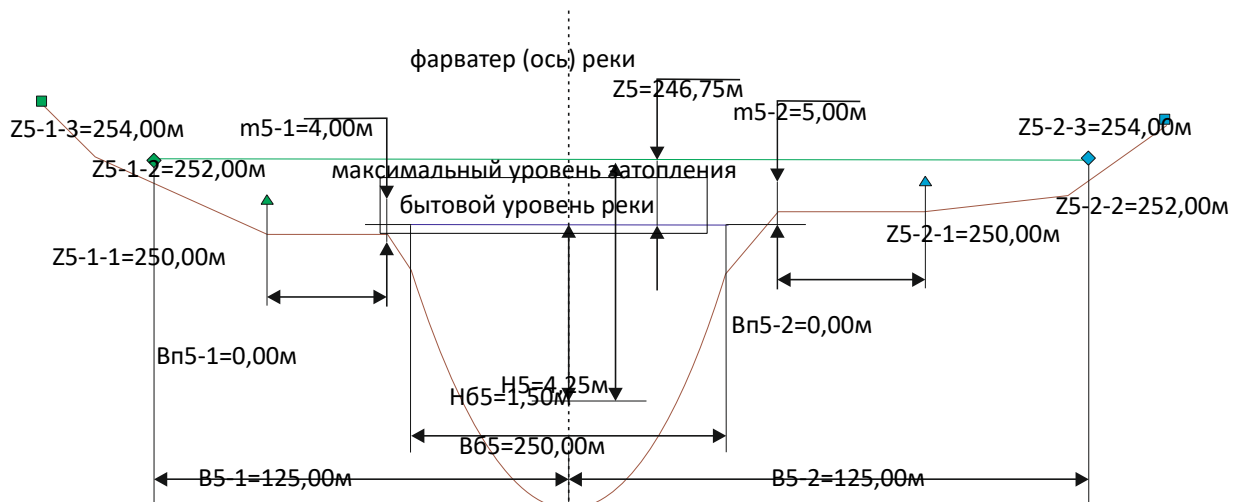 фарватер (ось) реки
Z5=246,75м
m5-2=5,00м
Z5-1-3=254,00м
m5-1=4,00м
Z5-2-3=254,00м
Z5-1-2=252,00м
максимальный уровень затопления
бытовой уровень реки
Z5-2-2=252,00м
Z5-2-1=250,00м
Z5-1-1=250,00м
Вп5-2=0,00м
Вп5-1=0,00м
Н5=4,25м
Нб5=1,50м
Вб5=250,00м
В5-1=125,00м
В5-2=125,00м